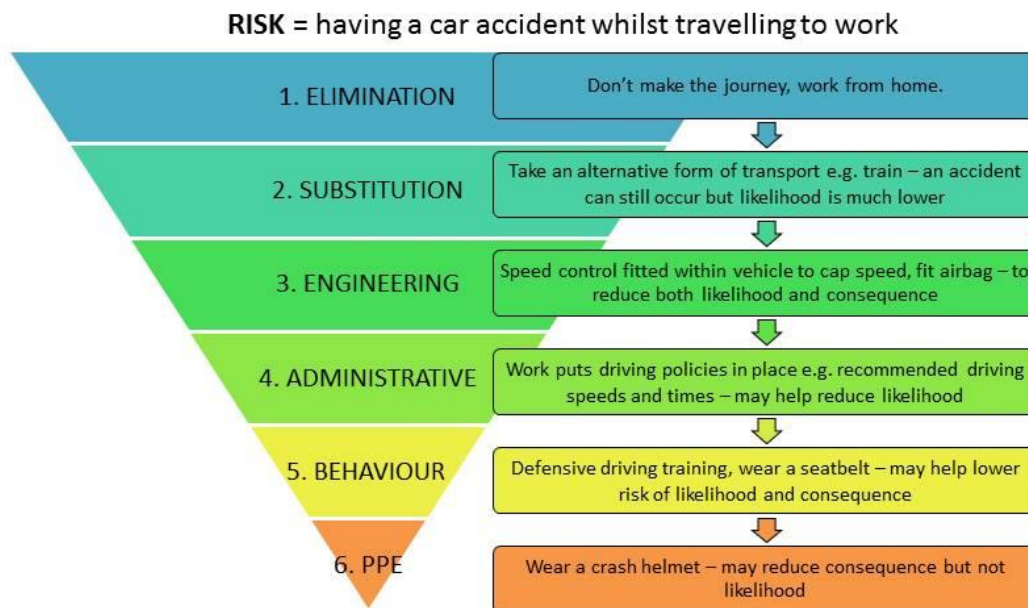 RISK = having a car accident whilst travelling to work
1. ELIMINATION
Don't make the journey, work from home.
2. SUBSTITUTION
Take an alternative form of transport e.g. train – an accident
can still occur but likelihood is much lower
3. ENGINEERING
Speed control fitted within vehicle to cap speed, fit airbag – to
reduce both likelihood and consequence
4. ADMINISTRATIVE
Work puts driving policies in place e.g. recommended driving
speeds and times – may help reduce likelihood
5. BEHAVIOUR
Defensive driving training, wear a seatbelt – may help lower
risk of likelihood and consequence
6. PPE
Wear a crash helmet – may reduce consequence but not
likelihood